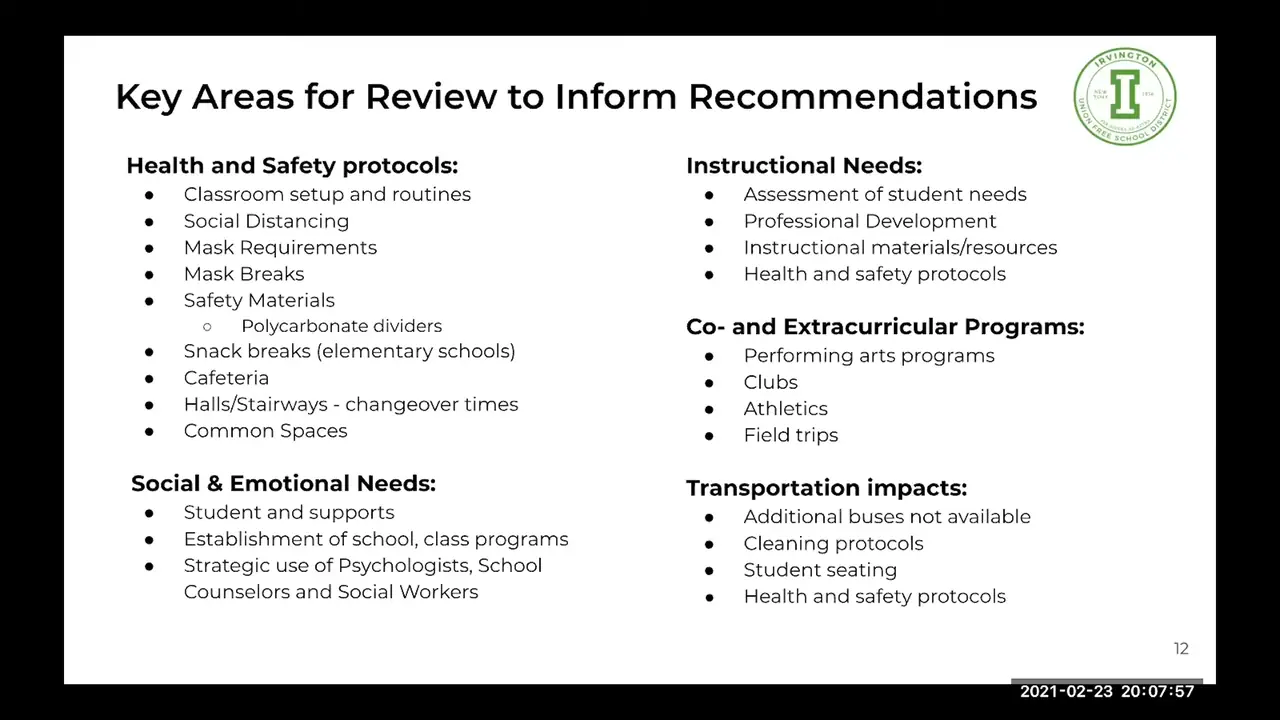 Key Areas for Review to Inform Recommendations
IRVINGTON
NEW YORK
I
UNION FREE SCHOOL DISTRICT
Health and Safety protocols:
● Classroom setup and routines
● Social Distancing
● Mask Requirements
● Mask Breaks
● Safety Materials
○ Polycarbonate dividers
● Snack breaks (elementary schools)
● Cafeteria
● Halls/Stairways - changeover times
● Common Spaces
Social & Emotional Needs:
● Student and supports
● Establishment of school, class programs
● Strategic use of Psychologists, School
Counselors and Social Workers
Instructional Needs:
● Assessment of student needs
● Professional Development
● Instructional materials/resources
● Health and safety protocols
Co- and Extracurricular Programs:
● Performing arts programs
● Clubs
● Athletics
● Field trips
Transportation impacts:
● Additional buses not available
● Cleaning protocols
● Student seating
● Health and safety protocols
12
2021-02-23 20:07:57